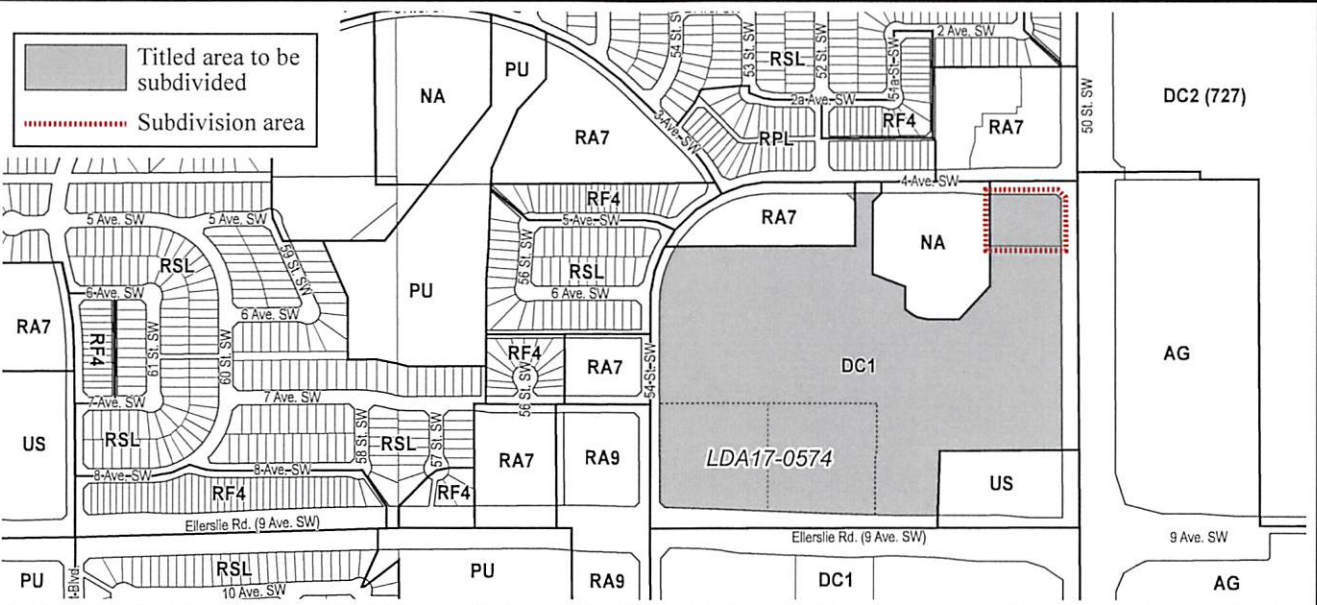 Titled area to be
subdivided
Subdivision area
NA
PU
RA7
54 St. SW
53 St. SW
RSL
52 St. SW
51a St. SW
2 Ave. SW
2a Ave. SW
RF4
RPL
3 Ave. SW
RA7
50 St. SW
DC2 (727)
4 Ave. SW
RF4
5 Ave. SW
RA7
NA
5 Ave. SW
5 Ave. SW
59 St. SW
RSL
PU
56 St. SW
RSL
6 Ave. SW
6 Ave. SW
6 Ave. SW
RA7
RF4
61 St. SW
60 St. SW
RF4
56 St. SW
RA7
54 St. SW
DC1
AG
7 Ave. SW
7 Ave. SW
US
RSL
58 St. SW
RSL
57 St. SW
RA7
RA9
LDA17-0574
US
8 Ave. SW
8 Ave. SW
RF4
RF4
Ellerslie Rd. (9 Ave. SW)
Ellerslie Rd. (9 Ave. SW)
9 Ave. SW
PU
Blvd.
RSL
10 Ave. SW
PU
RA9
DC1
AG